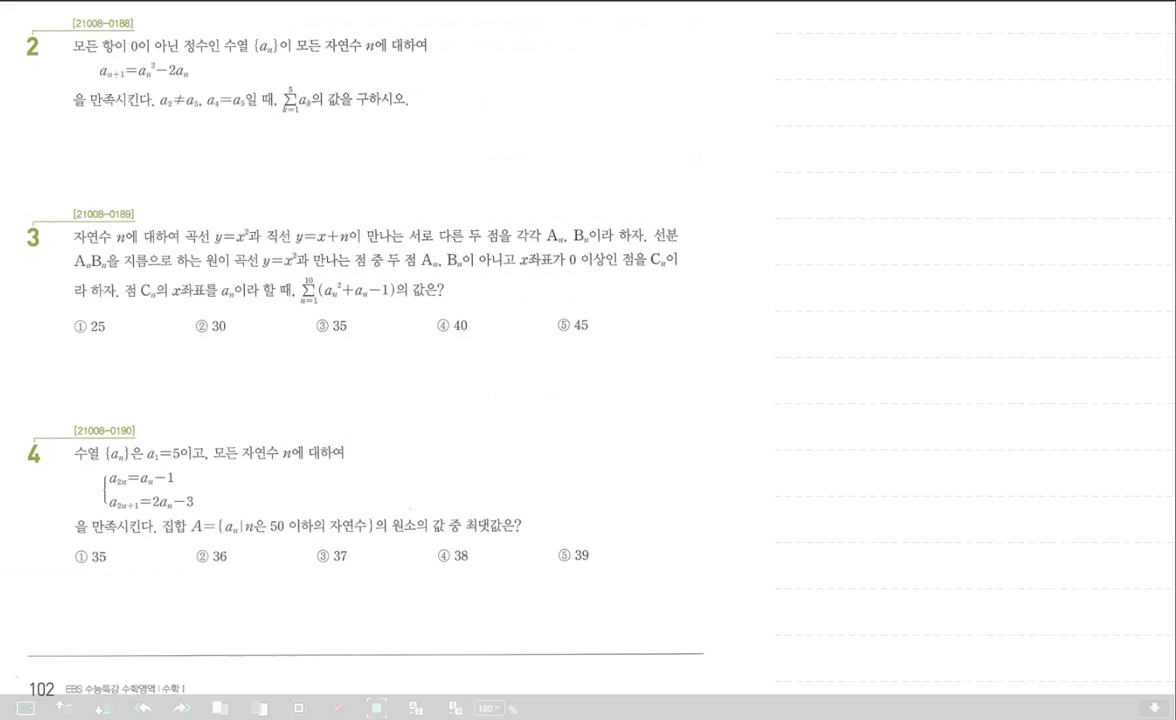 [21008-0188]
2 모든 항이 0이 아닌 정수인 수열 {aₙ}이 모든 자연수 n에 대하여
aₙ₊₁=aₙ²−2aₙ
을 만족시킨다. a₂≠a₃, a₄=a₅일 때, ∑ₖ₌₁⁵ aₖ의 값을 구하시오.
[21008-0189]
3 자연수 n에 대하여 곡선 y=x²과 직선 y=x+n이 만나는 서로 다른 두 점을 각각 Aₙ, Bₙ이라 하자. 선분
AₙBₙ을 지름으로 하는 원이 곡선 y=x²과 만나는 점 중 두 점 Aₙ, Bₙ이 아니고 x좌표가 0 이상인 점을 Cₙ이
라 하자. 점 Cₙ의 x좌표를 aₙ이라 할 때, ∑ₙ₌₁¹⁰ (aₙ²+aₙ−1)의 값은?
① 25 ② 30 ③ 35 ④ 40 ⑤ 45
[21008-0190]
4 수열 {aₙ}은 a₁=5이고, 모든 자연수 n에 대하여
a₂ₙ=aₙ−1
a₂ₙ₊₁=2aₙ−3
을 만족시킨다. 집합 A={aₙ|n은 50 이하의 자연수}의 원소의 값 중 최댓값은?
① 35 ② 36 ③ 37 ④ 38 ⑤ 39
102 EBS 수능특강 수학영역 | 수학 I
180 %